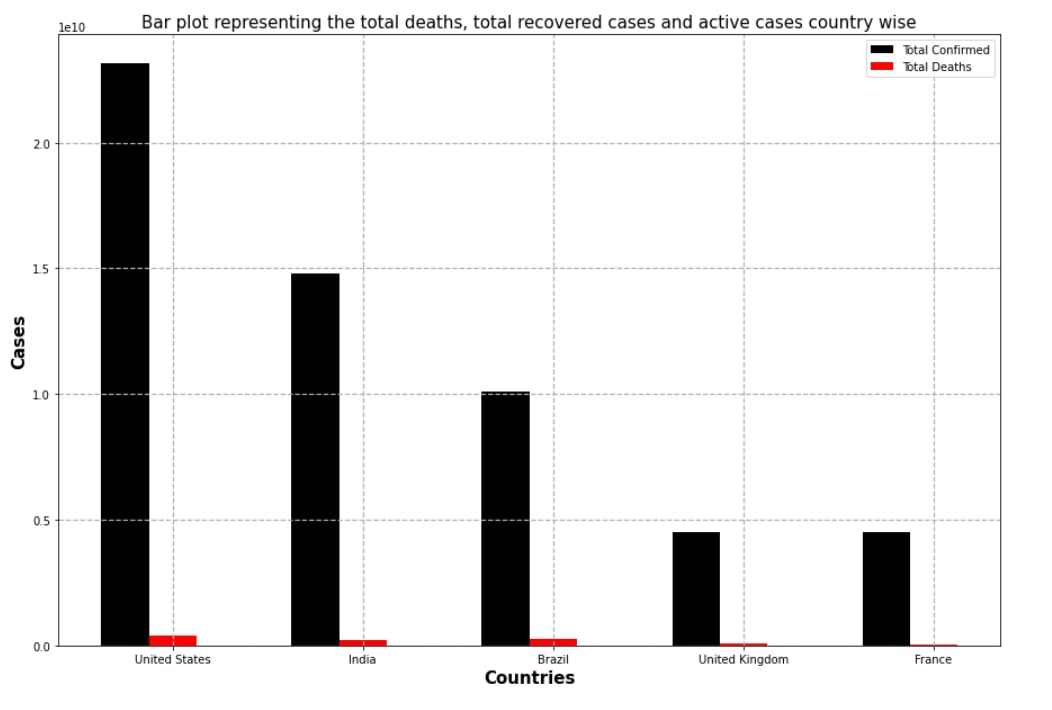 Bar plot representing the total deaths, total recovered cases and active cases country wise
1e10
Total Confirmed
Total Deaths
2.0
1.5
1.0
0.5
0.0
Cases
United States India Brazil United Kingdom France
Countries